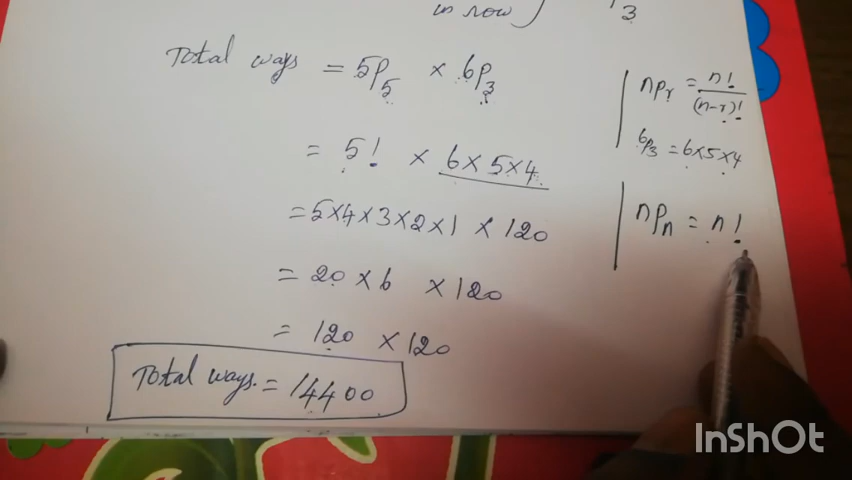 in row) P3
Total ways = 5P5 × 6P3
= 5! × 6×5×4
= 5×4×3×2×1 × 120
= 20 × 6 × 120
= 120 × 120
Total ways. = 14400
nPr = n!/(n-r)!
6P3 = 6×5×4
nPn = n!
InShOt